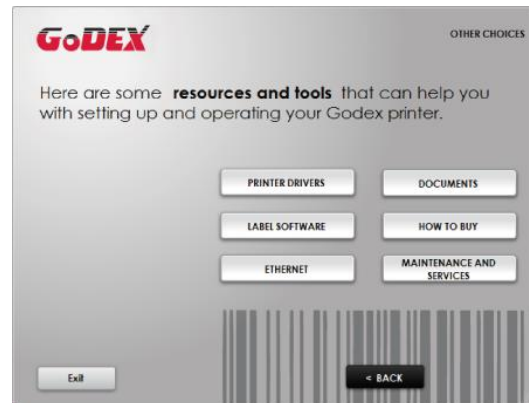 GoDEX
OTHER CHOICES
Here are some resources and tools that can help you
with setting up and operating your Godex printer.
PRINTER DRIVERS
DOCUMENTS
LABEL SOFTWARE
HOW TO BUY
ETHERNET
MAINTENANCE AND
SERVICES
Exit
< BACK